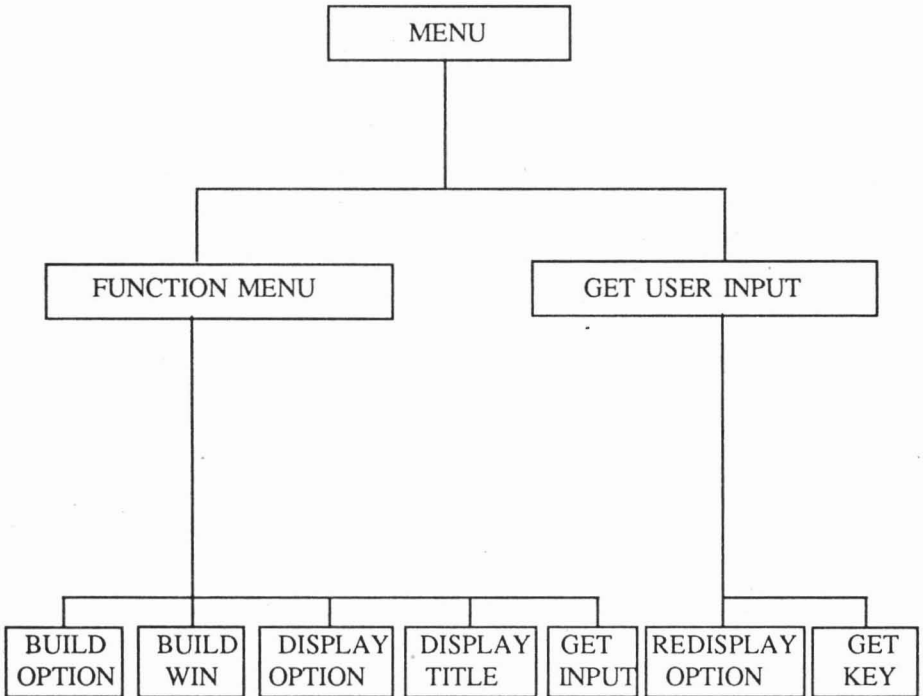 MENU
FUNCTION MENU
GET USER INPUT
BUILD
OPTION
BUILD
WIN
DISPLAY
OPTION
DISPLAY
TITLE
GET
INPUT
REDISPLAY
OPTION
GET
KEY